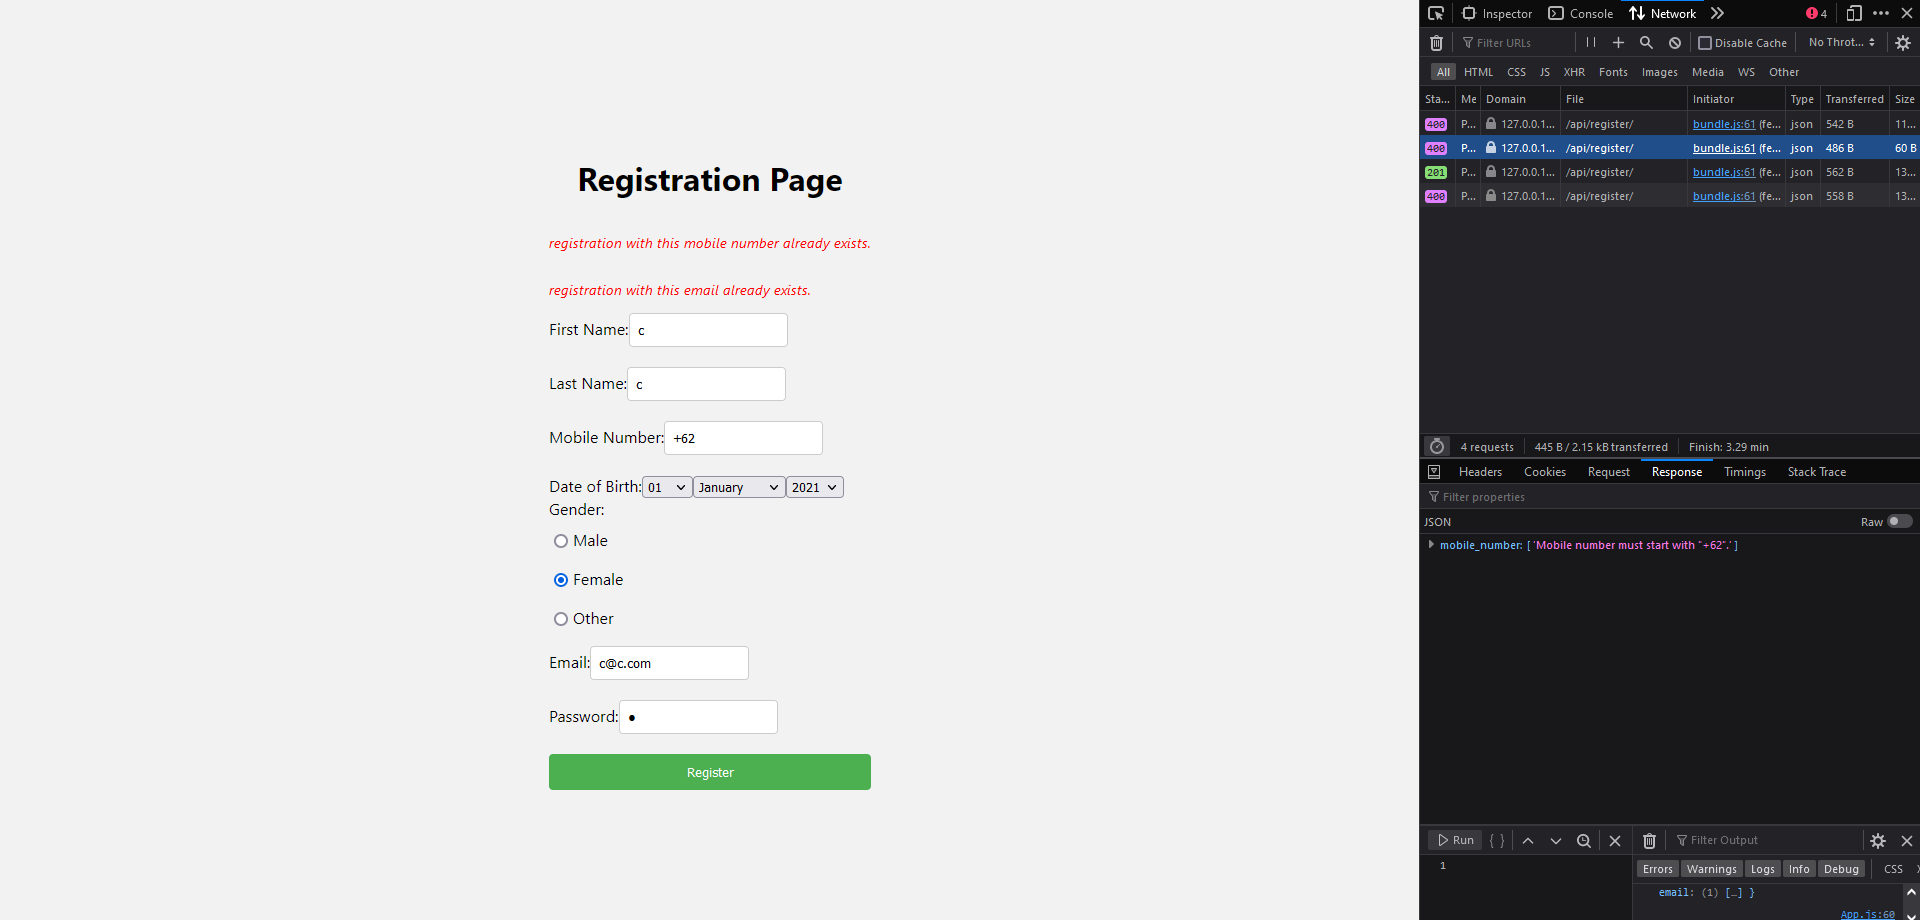 Registration Page
registration with this mobile number already exists.
registration with this email already exists.
First Name: c
Last Name: c
Mobile Number: +62
Date of Birth: 01 January 2021
Gender:
Male
Female
Other
Email: c@c.com
Password: ●
Register
Inspector Console Network 4
Filter URLs Disable Cache No Throt...
All HTML CSS JS XHR Fonts Images Media WS Other
Sta... Me Domain File Initiator Type Transferred Size
400 P... 127.0.0.1... /api/register/ bundle.js:61 (fe... json 542 B 11...
400 P... 127.0.0.1... /api/register/ bundle.js:61 (fe... json 486 B 60 B
201 P... 127.0.0.1... /api/register/ bundle.js:61 (fe... json 562 B 13...
400 P... 127.0.0.1... /api/register/ bundle.js:61 (fe... json 558 B 13...
4 requests 445 B / 2.15 kB transferred Finish: 3.29 min
Headers Cookies Request Response Timings Stack Trace
Filter properties
JSON Raw
mobile_number: [ 'Mobile number must start with "+62".' ]
Run { } Filter Output
1
Errors Warnings Logs Info Debug CSS X
email: (1) […] }
App.js:60